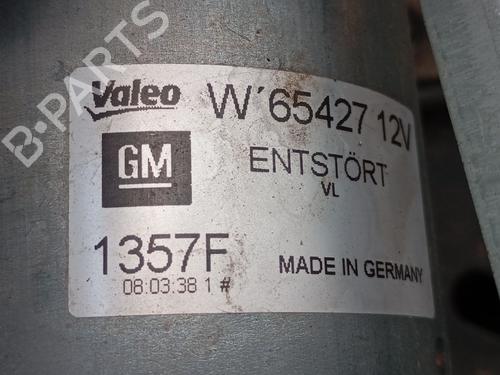 B-PARTS
Valeo W´65427 12V
GM ENTSTÖRT
VL
1357F MADE IN GERMANY
08:03:38 1#